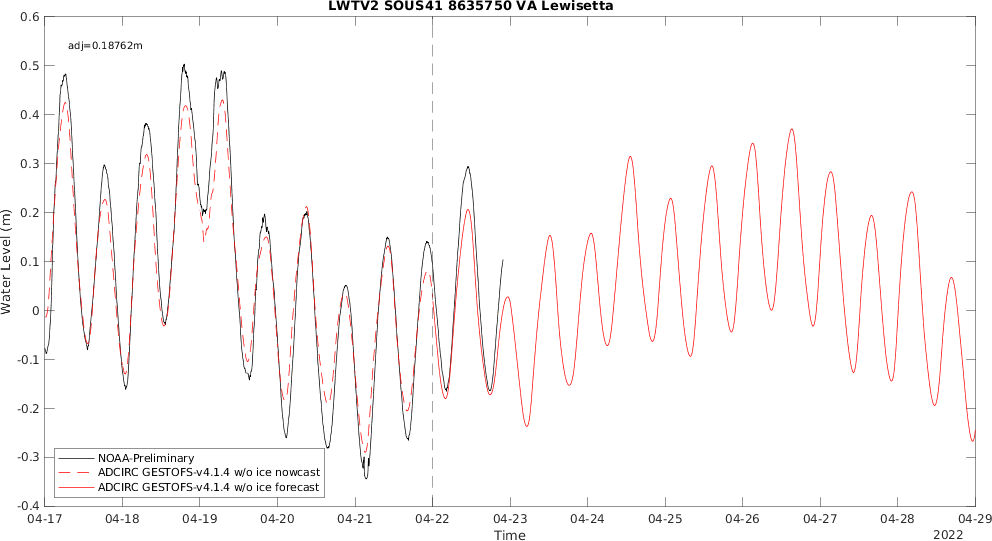 LWTV2 SOUS41 8635750 VA Lewisetta
adj=0.18762m
0.6
0.5
0.4
0.3
0.2
0.1
0
-0.1
-0.2
-0.3
-0.4
Water Level (m)
NOAA-Preliminary
ADCIRC GESTOFS-v4.1.4 w/o ice nowcast
ADCIRC GESTOFS-v4.1.4 w/o ice forecast
04-17 04-18 04-19 04-20 04-21 04-22 04-23 04-24 04-25 04-26 04-27 04-28 04-29
Time
2022